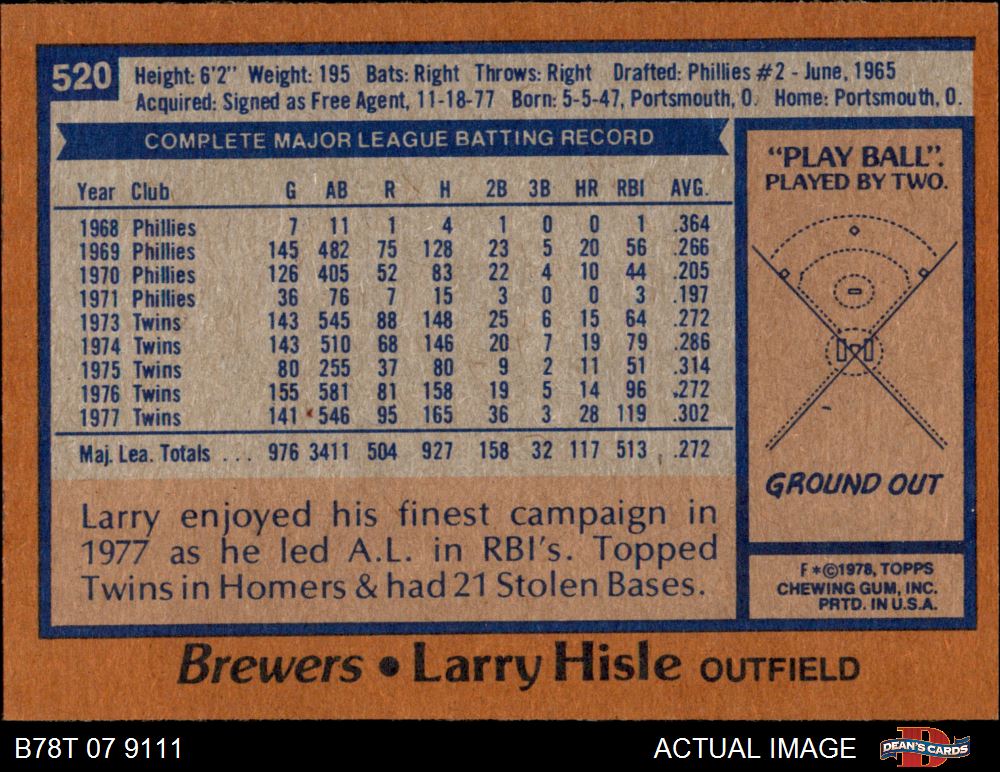 520
Height: 6'2" Weight: 195 Bats: Right Throws: Right Drafted: Phillies #2 - June, 1965
Acquired: Signed as Free Agent, 11-18-77 Born: 5-5-47, Portsmouth, O. Home: Portsmouth, O.
COMPLETE MAJOR LEAGUE BATTING RECORD
Year Club G AB R H 2B 3B HR RBI AVG.
1968 Phillies 7 11 1 4 1 0 0 1 .364
1969 Phillies 145 482 75 128 23 5 20 56 .266
1970 Phillies 126 405 52 83 22 4 10 44 .205
1971 Phillies 36 76 7 15 3 0 0 3 .197
1973 Twins 143 545 88 148 25 6 15 64 .272
1974 Twins 143 510 68 146 20 7 19 79 .286
1975 Twins 80 255 37 80 9 2 11 51 .314
1976 Twins 155 581 81 158 19 5 14 96 .272
1977 Twins 141 546 95 165 36 3 28 119 .302
Maj. Lea. Totals ... 976 3411 504 927 158 32 117 513 .272
Larry enjoyed his finest campaign in
1977 as he led A.L. in RBI's. Topped
Twins in Homers & had 21 Stolen Bases.
"PLAY BALL".
PLAYED BY TWO.
GROUND OUT
F*©1978, TOPPS
CHEWING GUM, INC.
PRTD. IN U.S.A.
Brewers • Larry Hisle OUTFIELD
B78T 07 9111
ACTUAL IMAGE
D
DEAN'S CARDS